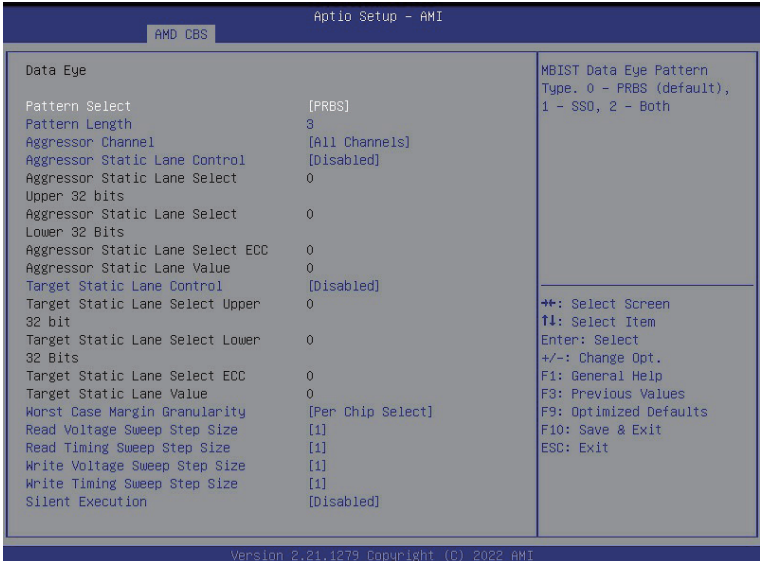 Aptio Setup - AMI
AMD CBS
Data Eye
Pattern Select [PRBS]
Pattern Length 3
Aggressor Channel [All Channels]
Aggressor Static Lane Control [Disabled]
Aggressor Static Lane Select 0
Upper 32 bits
Aggressor Static Lane Select 0
Lower 32 Bits
Aggressor Static Lane Select ECC 0
Aggressor Static Lane Value 0
Target Static Lane Control [Disabled]
Target Static Lane Select Upper 0
32 bit
Target Static Lane Select Lower 0
32 Bits
Target Static Lane Select ECC 0
Target Static Lane Value 0
Worst Case Margin Granularity [Per Chip Select]
Read Voltage Sweep Step Size [1]
Read Timing Sweep Step Size [1]
Write Voltage Sweep Step Size [1]
Write Timing Sweep Step Size [1]
Silent Execution [Disabled]
MBIST Data Eye Pattern
Type. 0 - PRBS (default),
1 - SSO, 2 - Both
→←: Select Screen
↑↓: Select Item
Enter: Select
+/-: Change Opt.
F1: General Help
F3: Previous Values
F9: Optimized Defaults
F10: Save & Exit
ESC: Exit
Version 2.21.1279 Copyright (C) 2022 AMI